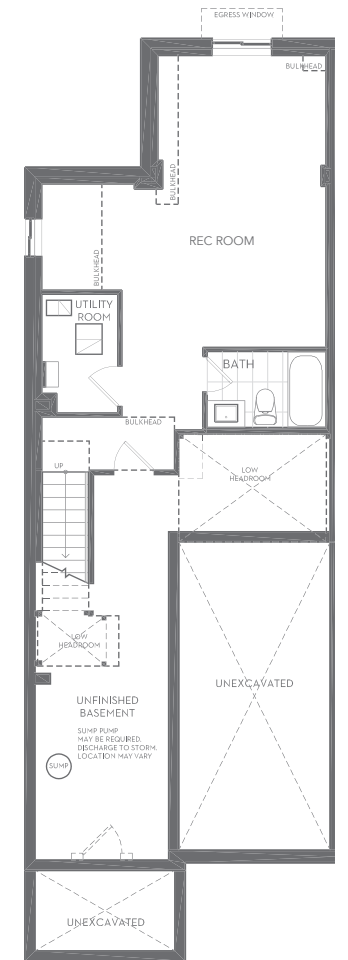 EGRESS WINDOW
BULKHEAD
BULKHEAD
REC ROOM
BULKHEAD
UTILITY
ROOM
BATH
BULKHEAD
UP
LOW
HEADROOM
LOW
HEADROOM
UNEXCAVATED
UNFINISHED
BASEMENT
SUMP PUMP
MAY BE REQUIRED.
DISCHARGE TO STORM.
LOCATION MAY VARY
SUMP
UNEXCAVATED